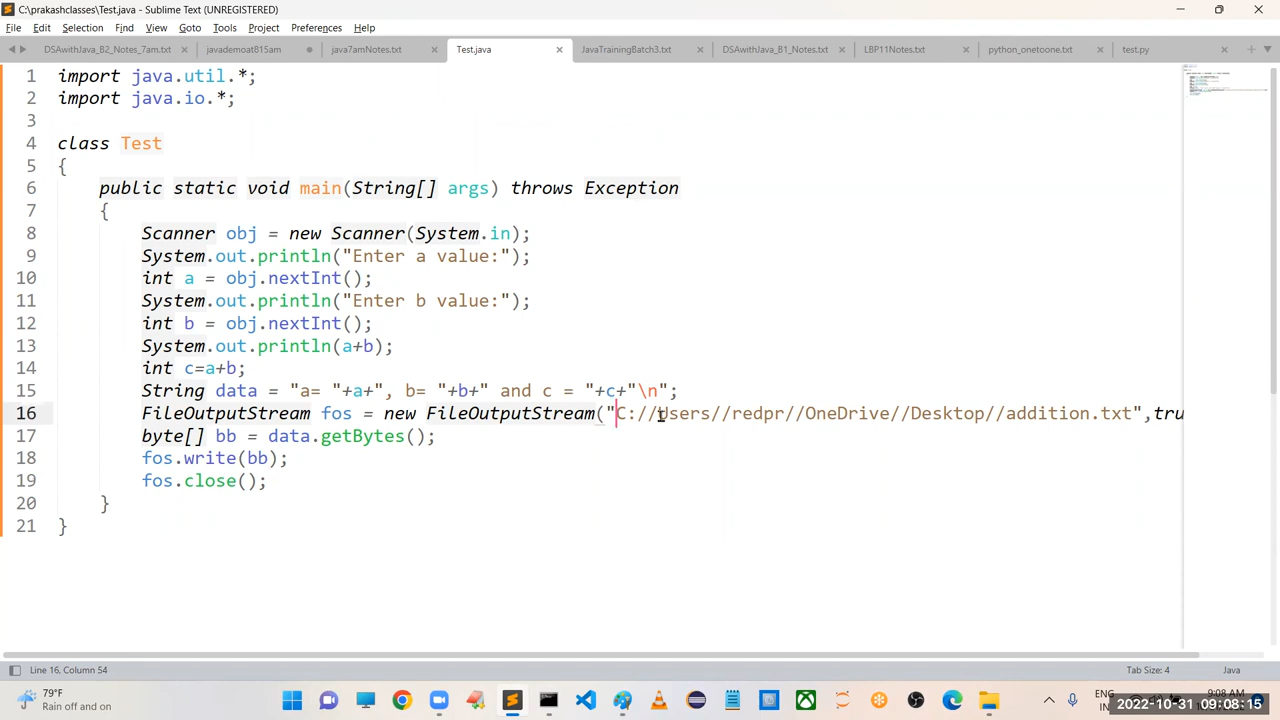 C:\prakashclasses\Test.java - Sublime Text (UNREGISTERED)
File Edit Selection Find View Goto Tools Project Preferences Help
DSAwithJava_B2_Notes_7am.txt javademoat815am java7amNotes.txt Test.java JavaTrainingBatch3.txt DSAwithJava_B1_Notes.txt LBP11Notes.txt python_onetoone.txt test.py
1 import java.util.*;
2 import java.io.*;
3
4 class Test
5 {
6 public static void main(String[] args) throws Exception
7 {
8 Scanner obj = new Scanner(System.in);
9 System.out.println("Enter a value:");
10 int a = obj.nextInt();
11 System.out.println("Enter b value:");
12 int b = obj.nextInt();
13 System.out.println(a+b);
14 int c=a+b;
15 String data = "a= "+a+", b= "+b+" and c = "+c+"\n";
16 FileOutputStream fos = new FileOutputStream("C://Users//redpr//OneDrive//Desktop//addition.txt",tru
17 byte[] bb = data.getBytes();
18 fos.write(bb);
19 fos.close();
20 }
21 }
Line 16, Column 54 Tab Size: 4 Java
79°F
Rain off and on
ENG
IN
9:08 AM
2022-10-31 09:08:15